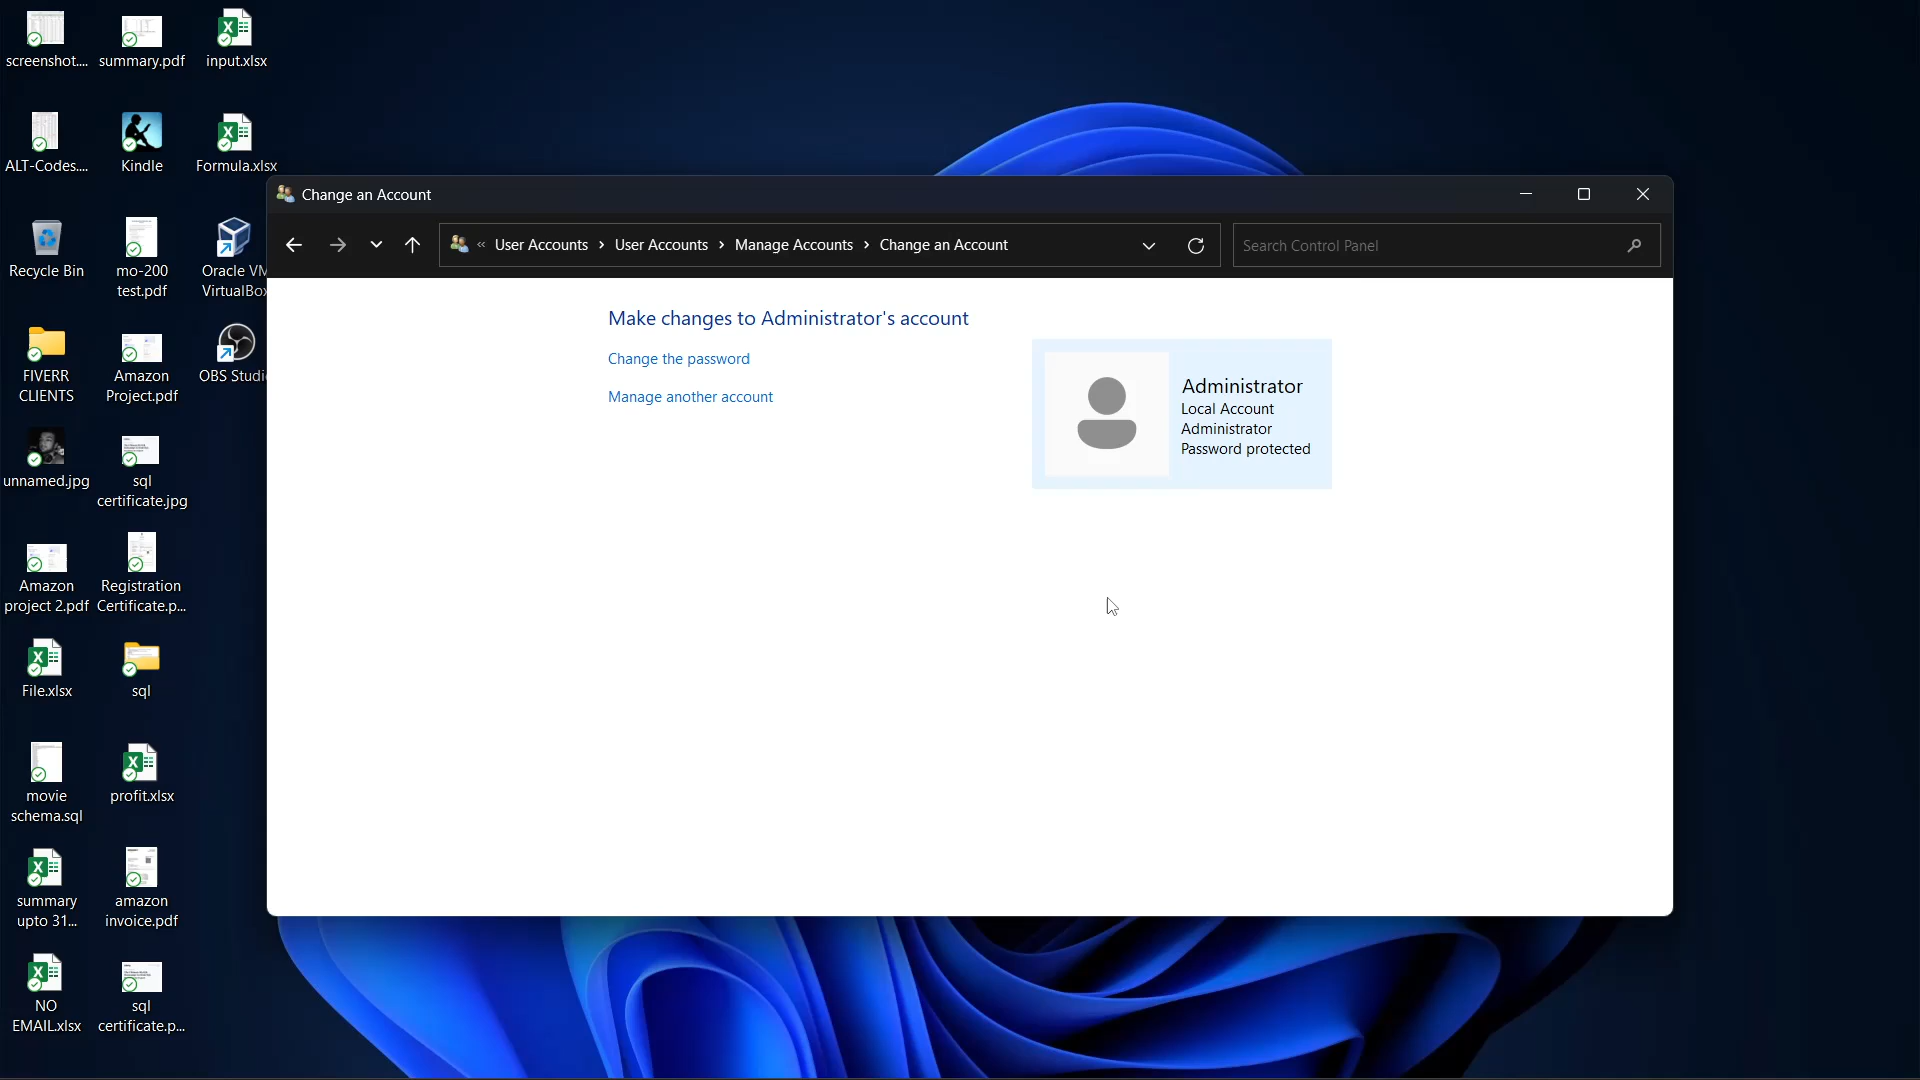 screenshot....
summary.pdf
input.xlsx
ALT-Codes....
Kindle
Formula.xlsx
Recycle Bin
mo-200
test.pdf
Oracle VM
VirtualBox
FIVERR
CLIENTS
Amazon
Project.pdf
OBS Studi
unnamed.jpg
sql
certificate.jpg
Amazon
project 2.pdf
Registration
Certificate.p...
File.xlsx
sql
movie
schema.sql
profit.xlsx
summary
upto 31...
amazon
invoice.pdf
NO
EMAIL.xlsx
sql
certificate.p...
Change an Account
« User Accounts › User Accounts › Manage Accounts › Change an Account
Search Control Panel
Make changes to Administrator's account
Change the password
Manage another account
Administrator
Local Account
Administrator
Password protected